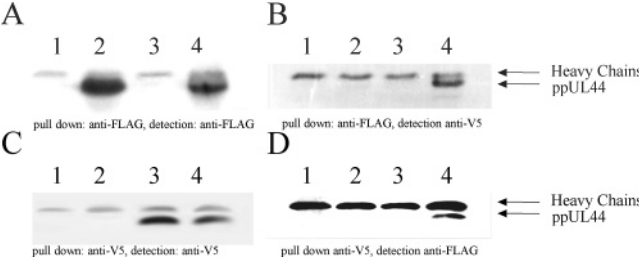 A
1 2 3 4
pull down: anti-FLAG, detection: anti-FLAG
B
1 2 3 4
Heavy Chains
ppUL44
pull down: anti-FLAG, detection anti-V5
C
1 2 3 4
pull down: anti-V5, detection: anti-V5
D
1 2 3 4
Heavy Chains
ppUL44
pull down anti-V5, detection anti-FLAG